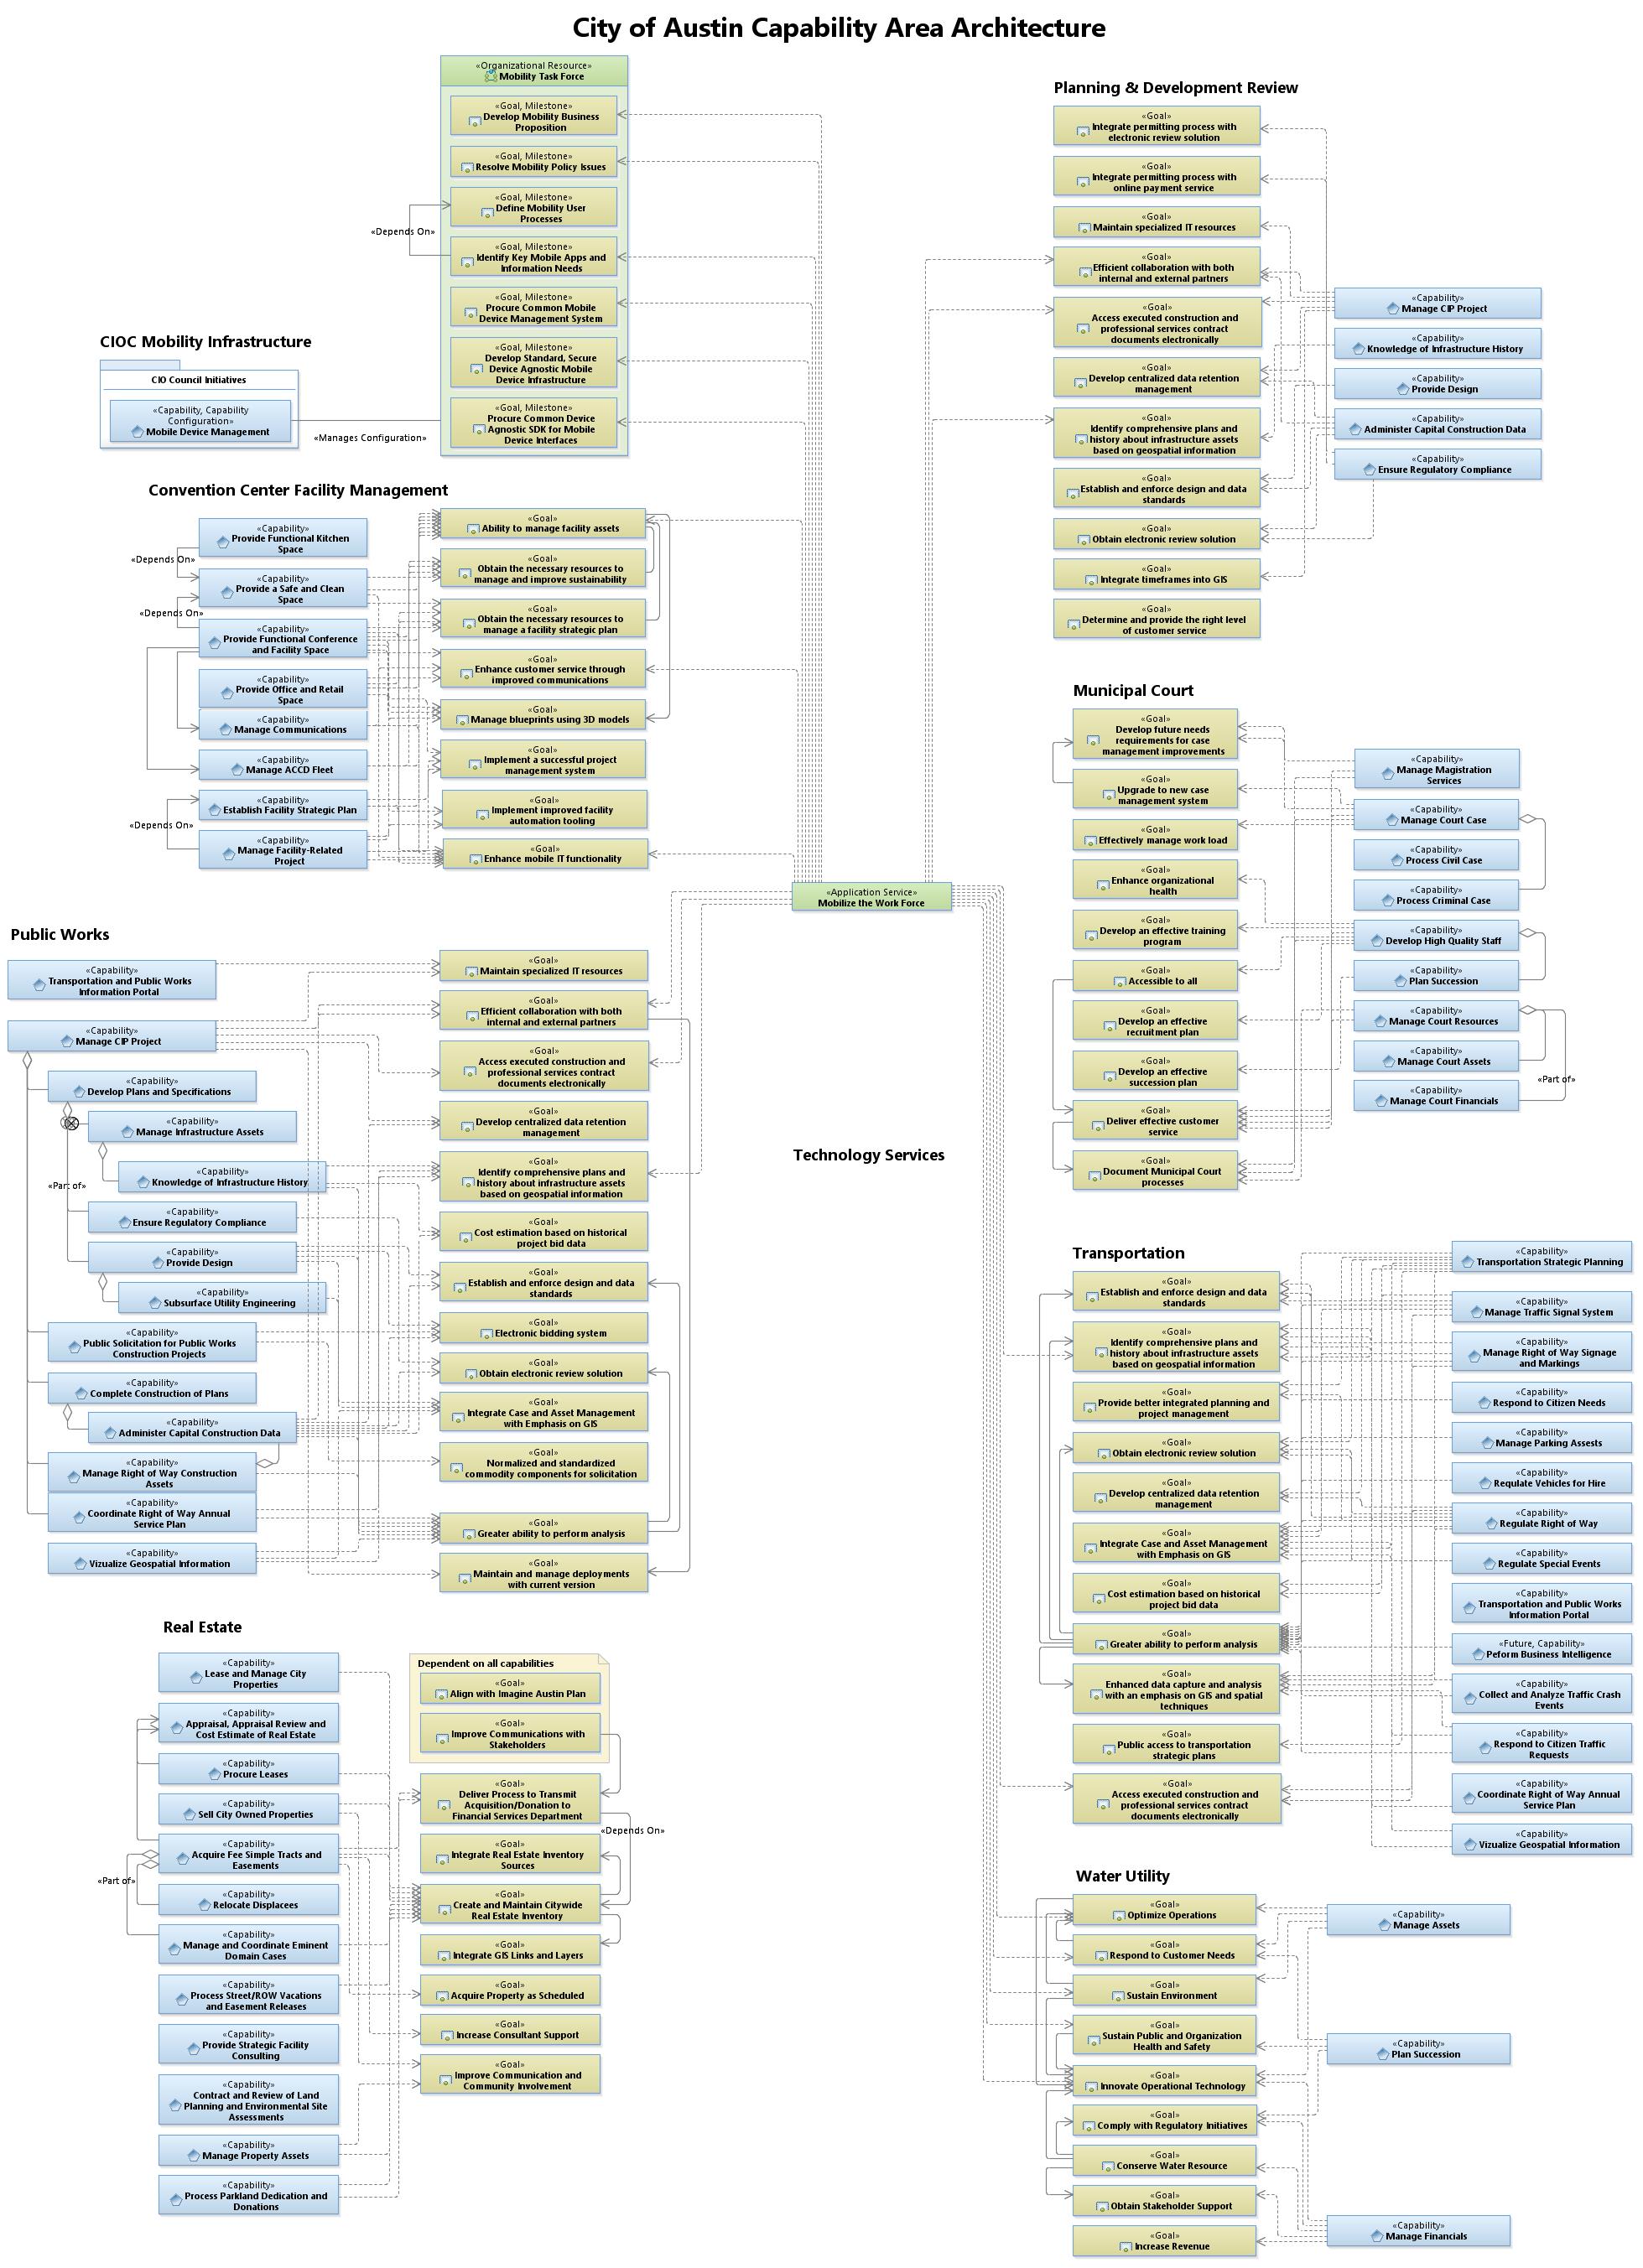 City of Austin Capability Area Architecture
«Organizational Resource»
Mobility Task Force
«Goal, Milestone»
Develop Mobility Business
Proposition
«Goal, Milestone»
Resolve Mobility Policy Issues
«Goal, Milestone»
Define Mobility User
Processes
«Depends On»
«Goal, Milestone»
Identify Key Mobile Apps and
Information Needs
«Goal, Milestone»
Procure Common Mobile
Device Management System
«Goal, Milestone»
Develop Standard, Secure
Device Agnostic Mobile
Device Infrastructure
«Goal, Milestone»
Procure Common Device
Agnostic SDK for Mobile
Device Interfaces
CIOC Mobility Infrastructure
CIO Council Initiatives
«Capability, Capability
Configuration»
Mobile Device Management
«Manages Configuration»
Planning & Development Review
«Goal»
Integrate permitting process with
electronic review solution
«Goal»
Integrate permitting process with
online payment service
«Goal»
Maintain specialized IT resources
«Goal»
Efficient collaboration with both
internal and external partners
«Goal»
Access executed construction and
professional services contract
documents electronically
«Goal»
Develop centralized data retention
management
«Goal»
Identify comprehensive plans and
history about infrastructure assets
based on geospatial information
«Goal»
Establish and enforce design and data
standards
«Goal»
Obtain electronic review solution
«Goal»
Integrate timeframes into GIS
«Goal»
Determine and provide the right level
of customer service
«Capability»
Manage CIP Project
«Capability»
Knowledge of Infrastructure History
«Capability»
Provide Design
«Capability»
Administer Capital Construction Data
«Capability»
Ensure Regulatory Compliance
Convention Center Facility Management
«Capability»
Provide Functional Kitchen
Space
«Depends On»
«Capability»
Provide a Safe and Clean
Space
«Depends On»
«Capability»
Provide Functional Conference
and Facility Space
«Capability»
Provide Office and Retail
Space
«Capability»
Manage Communications
«Capability»
Manage ACCD Fleet
«Capability»
Establish Facility Strategic Plan
«Depends On»
«Capability»
Manage Facility-Related
Project
«Goal»
Ability to manage facility assets
«Goal»
Obtain the necessary resources to
manage and improve sustainability
«Goal»
Obtain the necessary resources to
manage a facility strategic plan
«Goal»
Enhance customer service through
improved communications
«Goal»
Manage blueprints using 3D models
«Goal»
Implement a successful project
management system
«Goal»
Implement improved facility
automation tooling
«Goal»
Enhance mobile IT functionality
«Application Service»
Mobilize the Work Force
Municipal Court
«Goal»
Develop future needs
requirements for case
management improvements
«Goal»
Upgrade to new case
management system
«Goal»
Effectively manage work load
«Goal»
Enhance organizational
health
«Goal»
Develop an effective training
program
«Goal»
Accessible to all
«Goal»
Develop an effective
recruitment plan
«Goal»
Develop an effective
succession plan
«Goal»
Deliver effective customer
service
«Goal»
Document Municipal Court
processes
«Capability»
Manage Magistration
Services
«Capability»
Manage Court Case
«Capability»
Process Civil Case
«Capability»
Process Criminal Case
«Capability»
Develop High Quality Staff
«Capability»
Plan Succession
«Capability»
Manage Court Resources
«Capability»
Manage Court Assets
«Part of»
«Capability»
Manage Court Financials
Public Works
«Capability»
Transportation and Public Works
Information Portal
«Capability»
Manage CIP Project
«Capability»
Develop Plans and Specifications
«Capability»
Manage Infrastructure Assets
«Capability»
Knowledge of Infrastructure History
«Part of»
«Capability»
Ensure Regulatory Compliance
«Capability»
Provide Design
«Capability»
Subsurface Utility Engineering
«Capability»
Public Solicitation for Public Works
Construction Projects
«Capability»
Complete Construction of Plans
«Capability»
Administer Capital Construction Data
«Capability»
Manage Right of Way Construction
Assets
«Capability»
Coordinate Right of Way Annual
Service Plan
«Capability»
Vizualize Geospatial Information
«Goal»
Maintain specialized IT resources
«Goal»
Efficient collaboration with both
internal and external partners
«Goal»
Access executed construction and
professional services contract
documents electronically
«Goal»
Develop centralized data retention
management
«Goal»
Identify comprehensive plans and
history about infrastructure assets
based on geospatial information
«Goal»
Cost estimation based on historical
project bid data
«Goal»
Establish and enforce design and data
standards
«Goal»
Electronic bidding system
«Goal»
Obtain electronic review solution
«Goal»
Integrate Case and Asset Management
with Emphasis on GIS
«Goal»
Normalized and standardized
commodity components for solicitation
«Goal»
Greater ability to perform analysis
«Goal»
Maintain and manage deployments
with current version
Technology Services
Transportation
«Goal»
Establish and enforce design and data
standards
«Goal»
Identify comprehensive plans and
history about infrastructure assets
based on geospatial information
«Goal»
Provide better integrated planning and
project management
«Goal»
Obtain electronic review solution
«Goal»
Develop centralized data retention
management
«Goal»
Integrate Case and Asset Management
with Emphasis on GIS
«Goal»
Cost estimation based on historical
project bid data
«Goal»
Greater ability to perform analysis
«Goal»
Enhanced data capture and analysis
with an emphasis on GIS and spatial
techniques
«Goal»
Public access to transportation
strategic plans
«Goal»
Access executed construction and
professional services contract
documents electronically
«Capability»
Transportation Strategic Planning
«Capability»
Manage Traffic Signal System
«Capability»
Manage Right of Way Signage
and Markings
«Capability»
Respond to Citizen Needs
«Capability»
Manage Parking Assests
«Capability»
Requlate Vehicles for Hire
«Capability»
Regulate Right of Way
«Capability»
Regulate Special Events
«Capability»
Transportation and Public Works
Information Portal
«Future, Capability»
Peform Business Intelligence
«Capability»
Collect and Analyze Traffic Crash
Events
«Capability»
Respond to Citizen Traffic
Requests
«Capability»
Coordinate Right of Way Annual
Service Plan
«Capability»
Vizualize Geospatial Information
Real Estate
«Capability»
Lease and Manage City
Properties
«Capability»
Appraisal, Appraisal Review and
Cost Estimate of Real Estate
«Capability»
Procure Leases
«Capability»
Sell City Owned Properties
«Capability»
Acquire Fee Simple Tracts and
Easements
«Part of»
«Capability»
Relocate Displacees
«Capability»
Manage and Coordinate Eminent
Domain Cases
«Capability»
Process Street/ROW Vacations
and Easement Releases
«Capability»
Provide Strategic Facility
Consulting
«Capability»
Contract and Review of Land
Planning and Environmental Site
Assessments
«Capability»
Manage Property Assets
«Capability»
Process Parkland Dedication and
Donations
Dependent on all capabilities
«Goal»
Align with Imagine Austin Plan
«Goal»
Improve Communications with
Stakeholders
«Goal»
Deliver Process to Transmit
Acquisition/Donation to
Financial Services Department
«Depends On»
«Goal»
Integrate Real Estate Inventory
Sources
«Goal»
Create and Maintain Citywide
Real Estate Inventory
«Goal»
Integrate GIS Links and Layers
«Goal»
Acquire Property as Scheduled
«Goal»
Increase Consultant Support
«Goal»
Improve Communication and
Community Involvement
Water Utility
«Goal»
Optimize Operations
«Goal»
Respond to Customer Needs
«Goal»
Sustain Environment
«Goal»
Sustain Public and Organization
Health and Safety
«Goal»
Innovate Operational Technology
«Goal»
Comply with Regulatory Initiatives
«Goal»
Conserve Water Resource
«Goal»
Obtain Stakeholder Support
«Goal»
Increase Revenue
«Capability»
Manage Assets
«Capability»
Plan Succession
«Capability»
Manage Financials